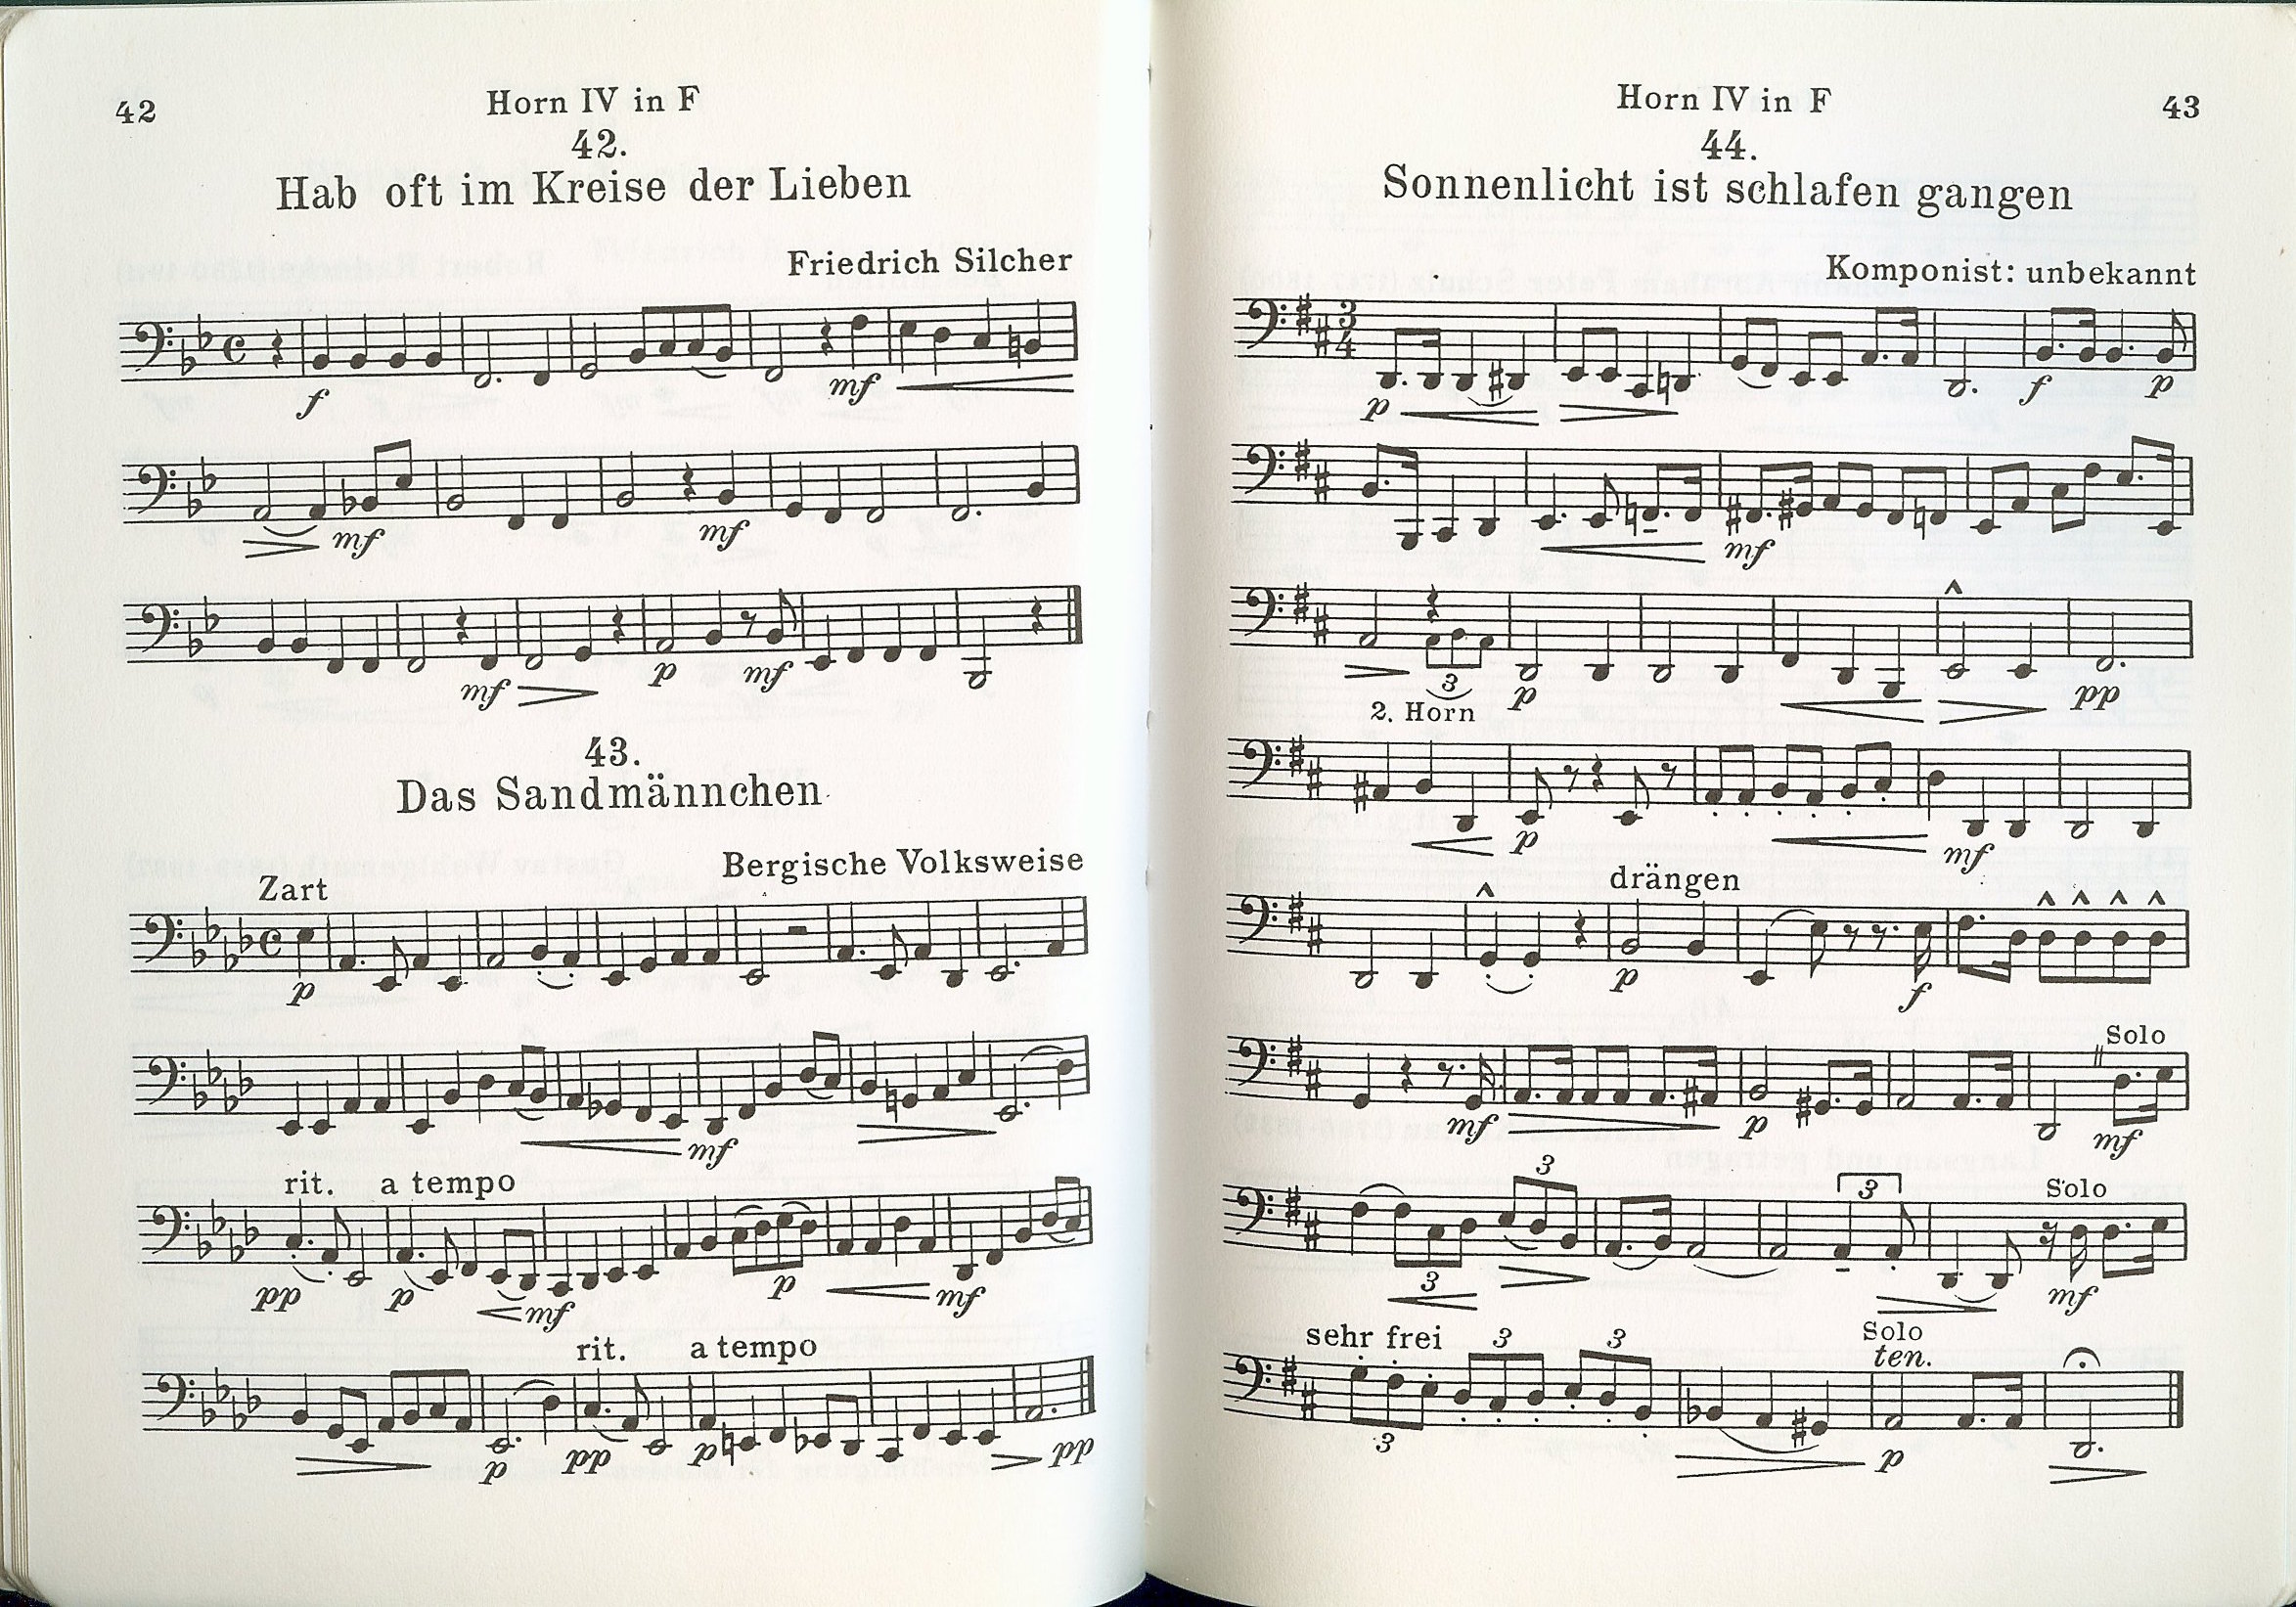 42
Horn IV in F
42.
Hab oft im Kreise der Lieben
Friedrich Silcher
f
mf
mf
mf
mf
p
mf
43.
Das Sandmännchen
Bergische Volksweise
Zart
p
mf
rit. a tempo
pp
p
mf
p
mf
rit. a tempo
p
pp
p
pp
Horn IV in F
43
44.
Sonnenlicht ist schlafen gangen
Komponist: unbekannt
3
4
p
f
p
mf
3
p
pp
2. Horn
p
mf
drängen
p
f
Solo
mf
p
mf
3
3
3
Solo
mf
sehr frei
3
3
3
Solo
ten.
p